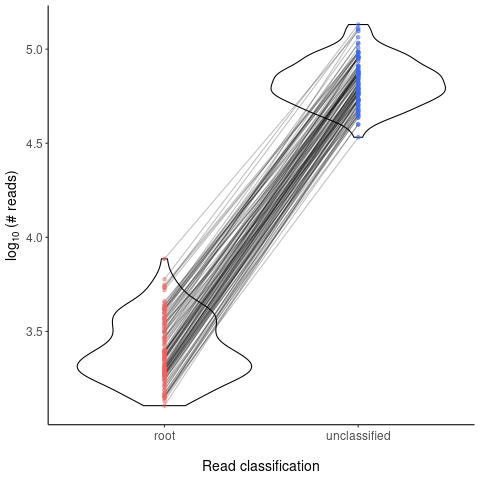 log₁₀ (# reads)
5.0
4.5
4.0
3.5
root unclassified
Read classification